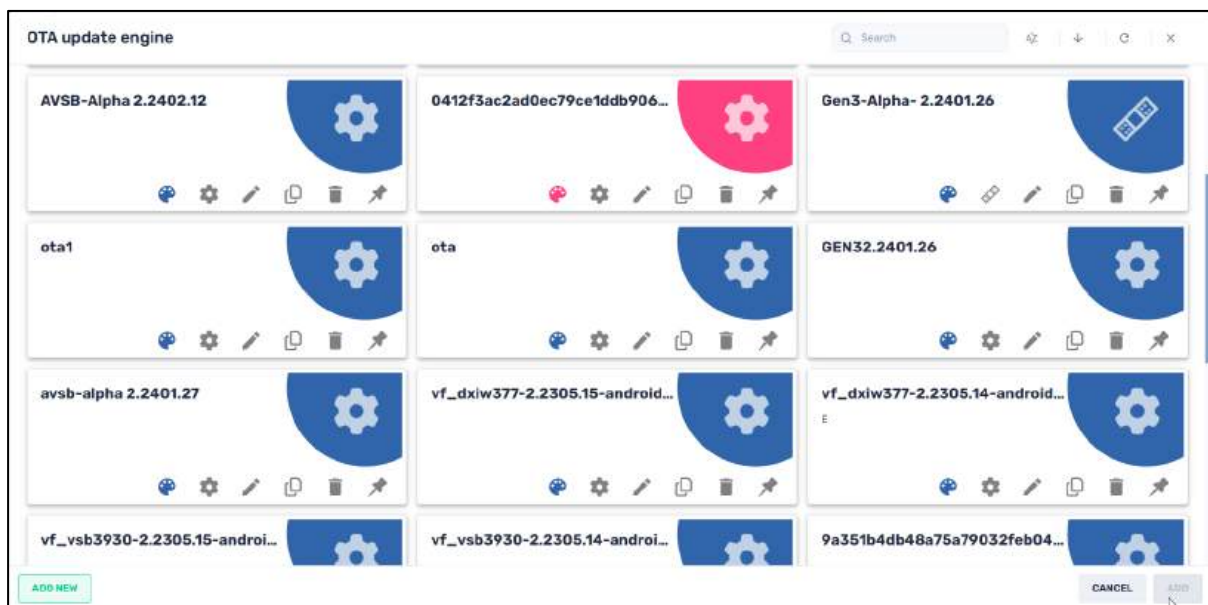 OTA update engine
Search
AVSB-Alpha 2.2402.12
0412f3ac2ad0ec79ce1ddb906...
Gen3-Alpha- 2.2401.26
ota1
ota
GEN32.2401.26
avsb-alpha 2.2401.27
vf_dxiw377-2.2305.15-android...
vf_dxiw377-2.2305.14-android...
E
vf_vsb3930-2.2305.15-androi...
vf_vsb3930-2.2305.14-androi...
9a351b4db48a75a79032feb04...
ADD NEW
CANCEL
ADD